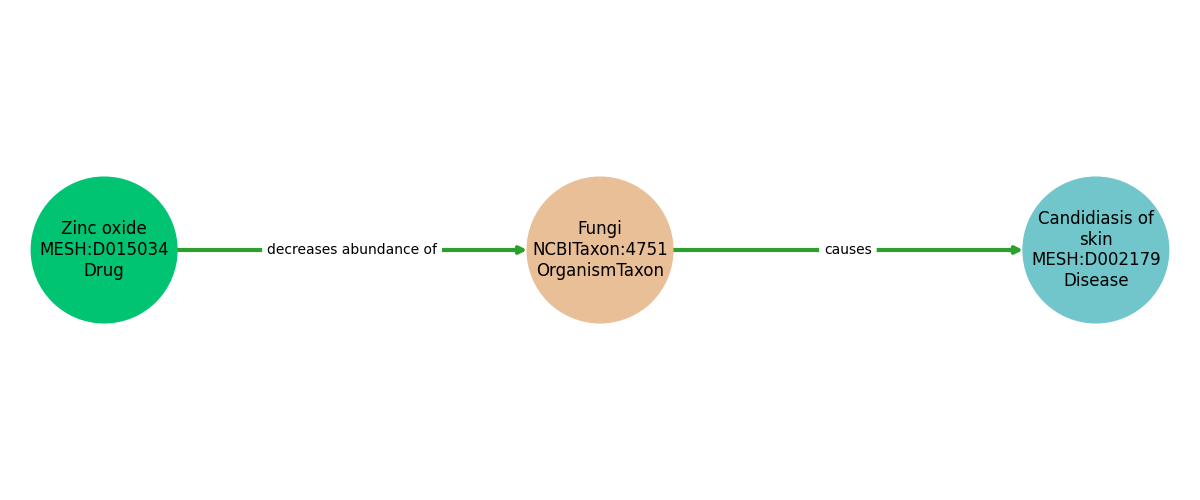 Zinc oxide
MESH:D015034
Drug
decreases abundance of
Fungi
NCBITaxon:4751
OrganismTaxon
causes
Candidiasis of
skin
MESH:D002179
Disease